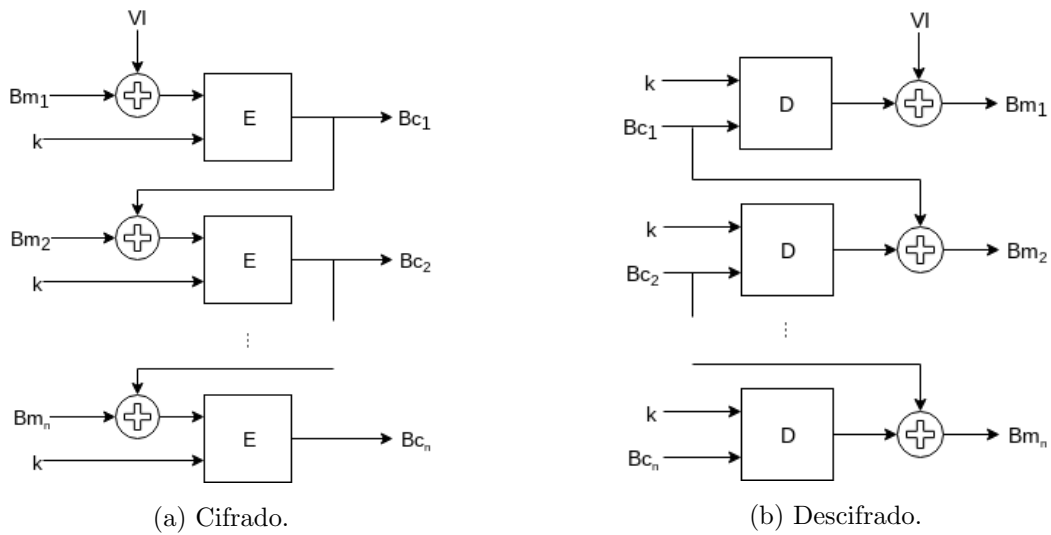 VI
Bm1
E
Bc1
k
Bm2
E
Bc2
k
Bmn
E
Bcn
k
(a) Cifrado.
VI
k
D
Bm1
Bc1
k
D
Bm2
Bc2
k
D
Bmn
Bcn
(b) Descifrado.